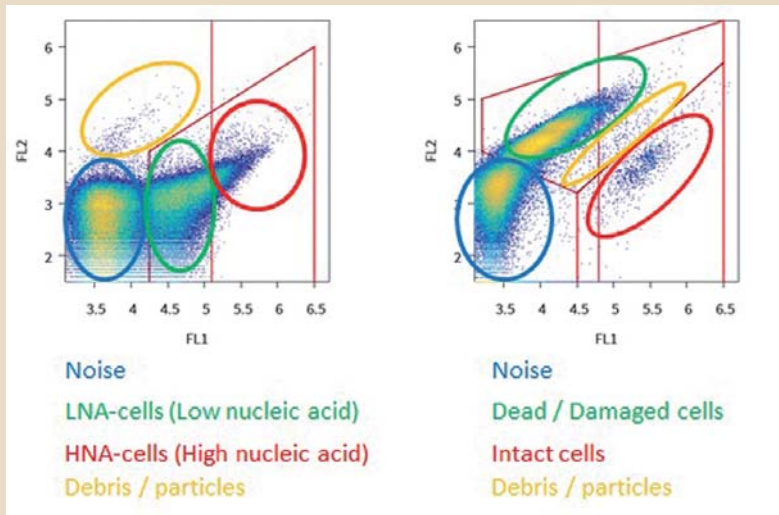 6
5
4
3
2
FL2
3.5 4 4.5 5 5.5 6 6.5
FL1
Noise
LNA-cells (Low nucleic acid)
HNA-cells (High nucleic acid)
Debris / particles
6
5
4
3
2
FL2
3.5 4 4.5 5 5.5 6 6.5
FL1
Noise
Dead / Damaged cells
Intact cells
Debris / particles